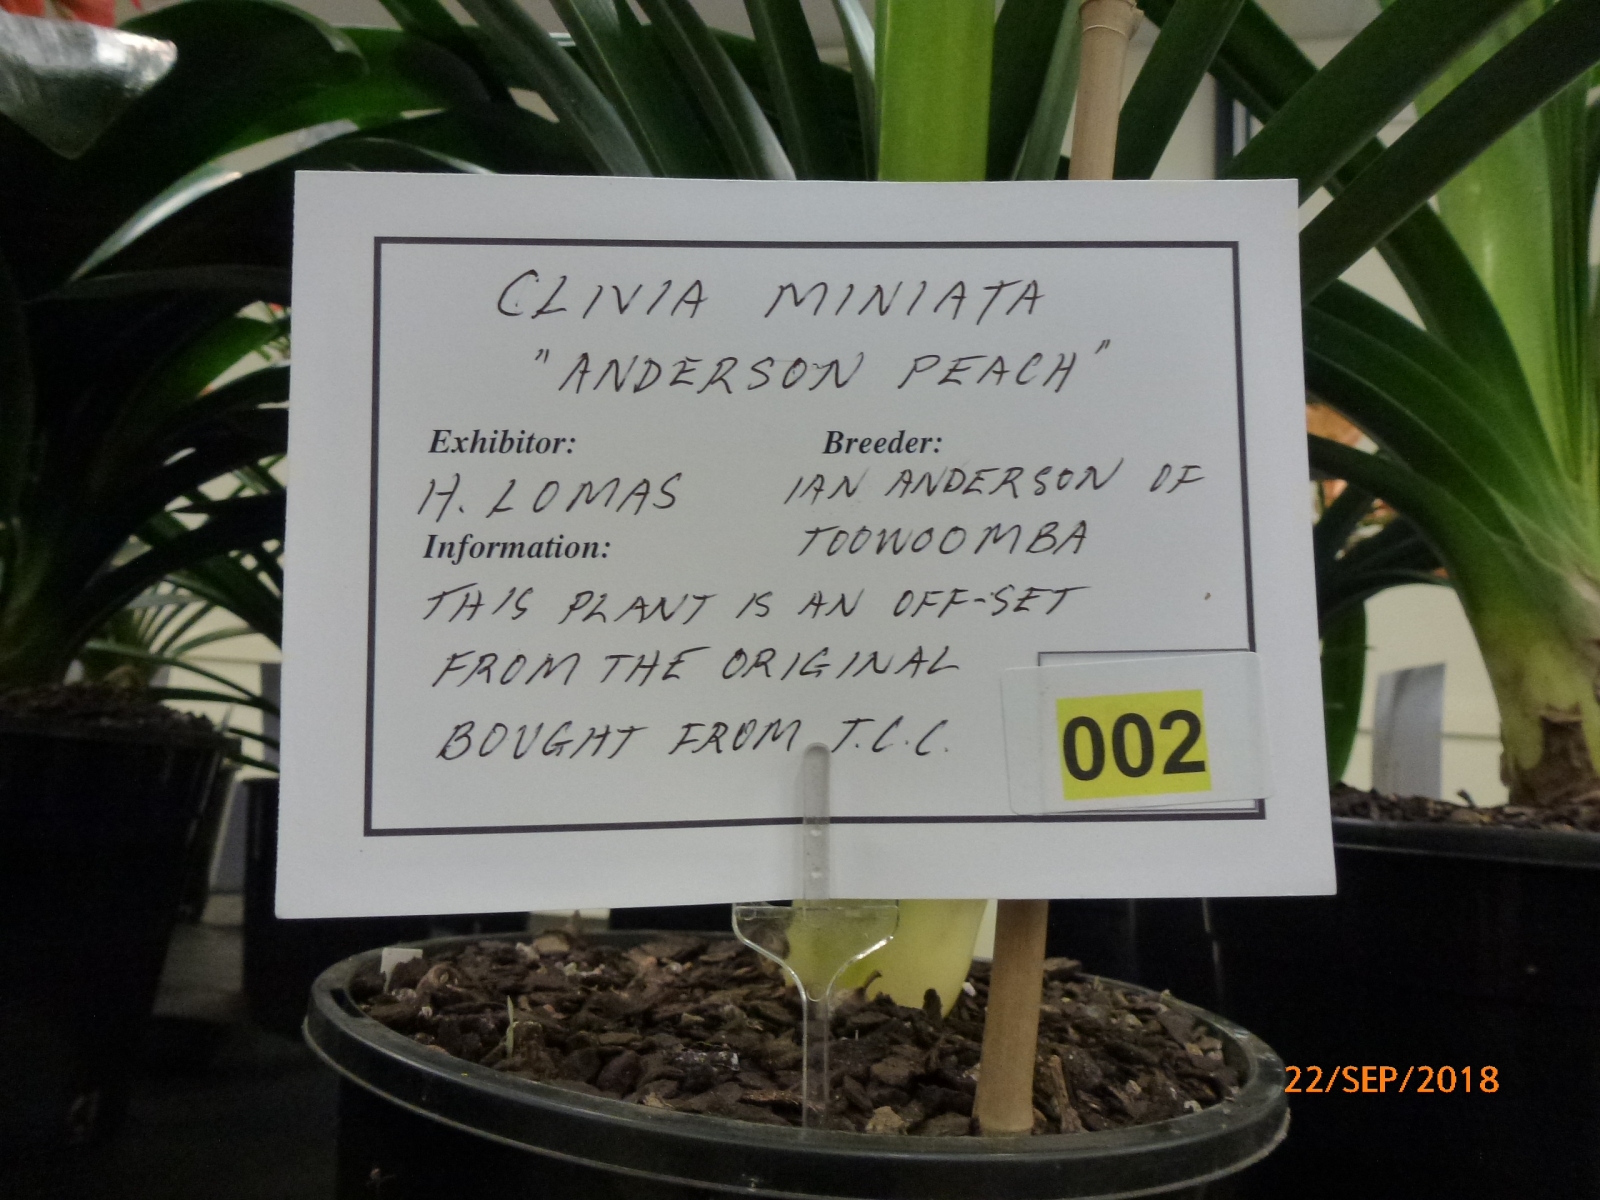 CLIVIA MINIATA
"ANDERSON PEACH"
Exhibitor: Breeder:
H. LOMAS IAN ANDERSON OF
TOOWOOMBA
Information:
THIS PLANT IS AN OFF-SET
FROM THE ORIGINAL
BOUGHT FROM T.C.C.
002
22/SEP/2018